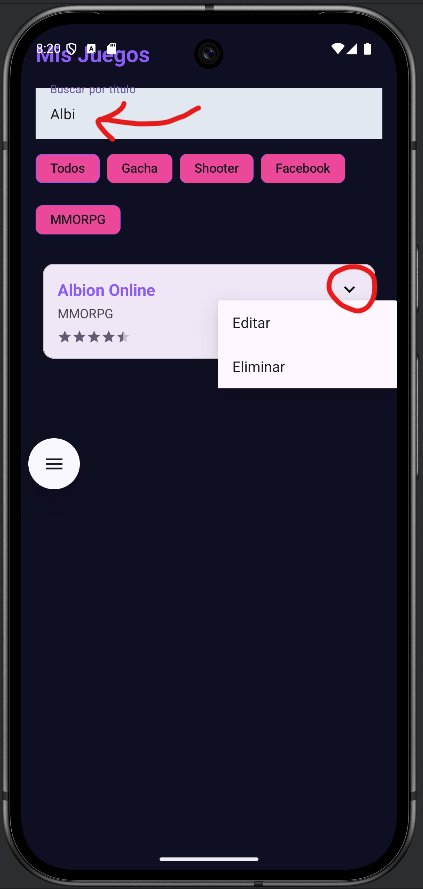 8:20
Mis Juegos
Buscar por título
Albi
Todos Gacha Shooter Facebook
MMORPG
Albion Online
MMORPG
Editar
Eliminar